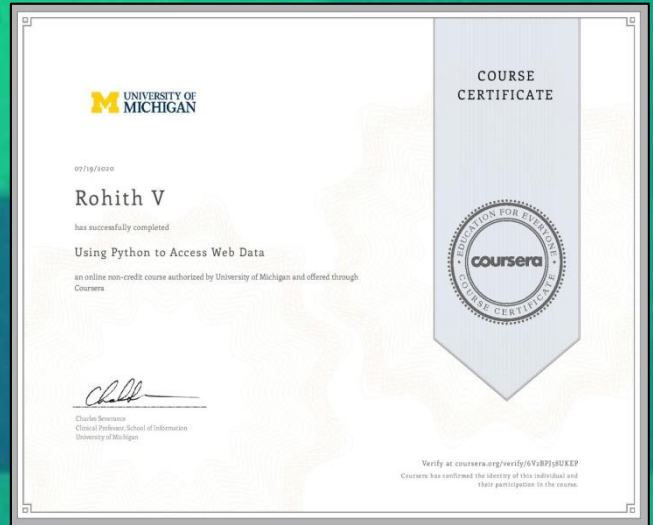 UNIVERSITY OF
MICHIGAN
COURSE
CERTIFICATE
07/19/2020
Rohith V
has successfully completed
Using Python to Access Web Data
an online non-credit course authorized by University of Michigan and offered through
Coursera
EDUCATION FOR EVERYONE
coursera
COURSE CERTIFICATE
Charles Severance
Clinical Professor, School of Information
University of Michigan
Verify at coursera.org/verify/6V2BPJ58UKEP
Coursera has confirmed the identity of this individual and
their participation in the course.